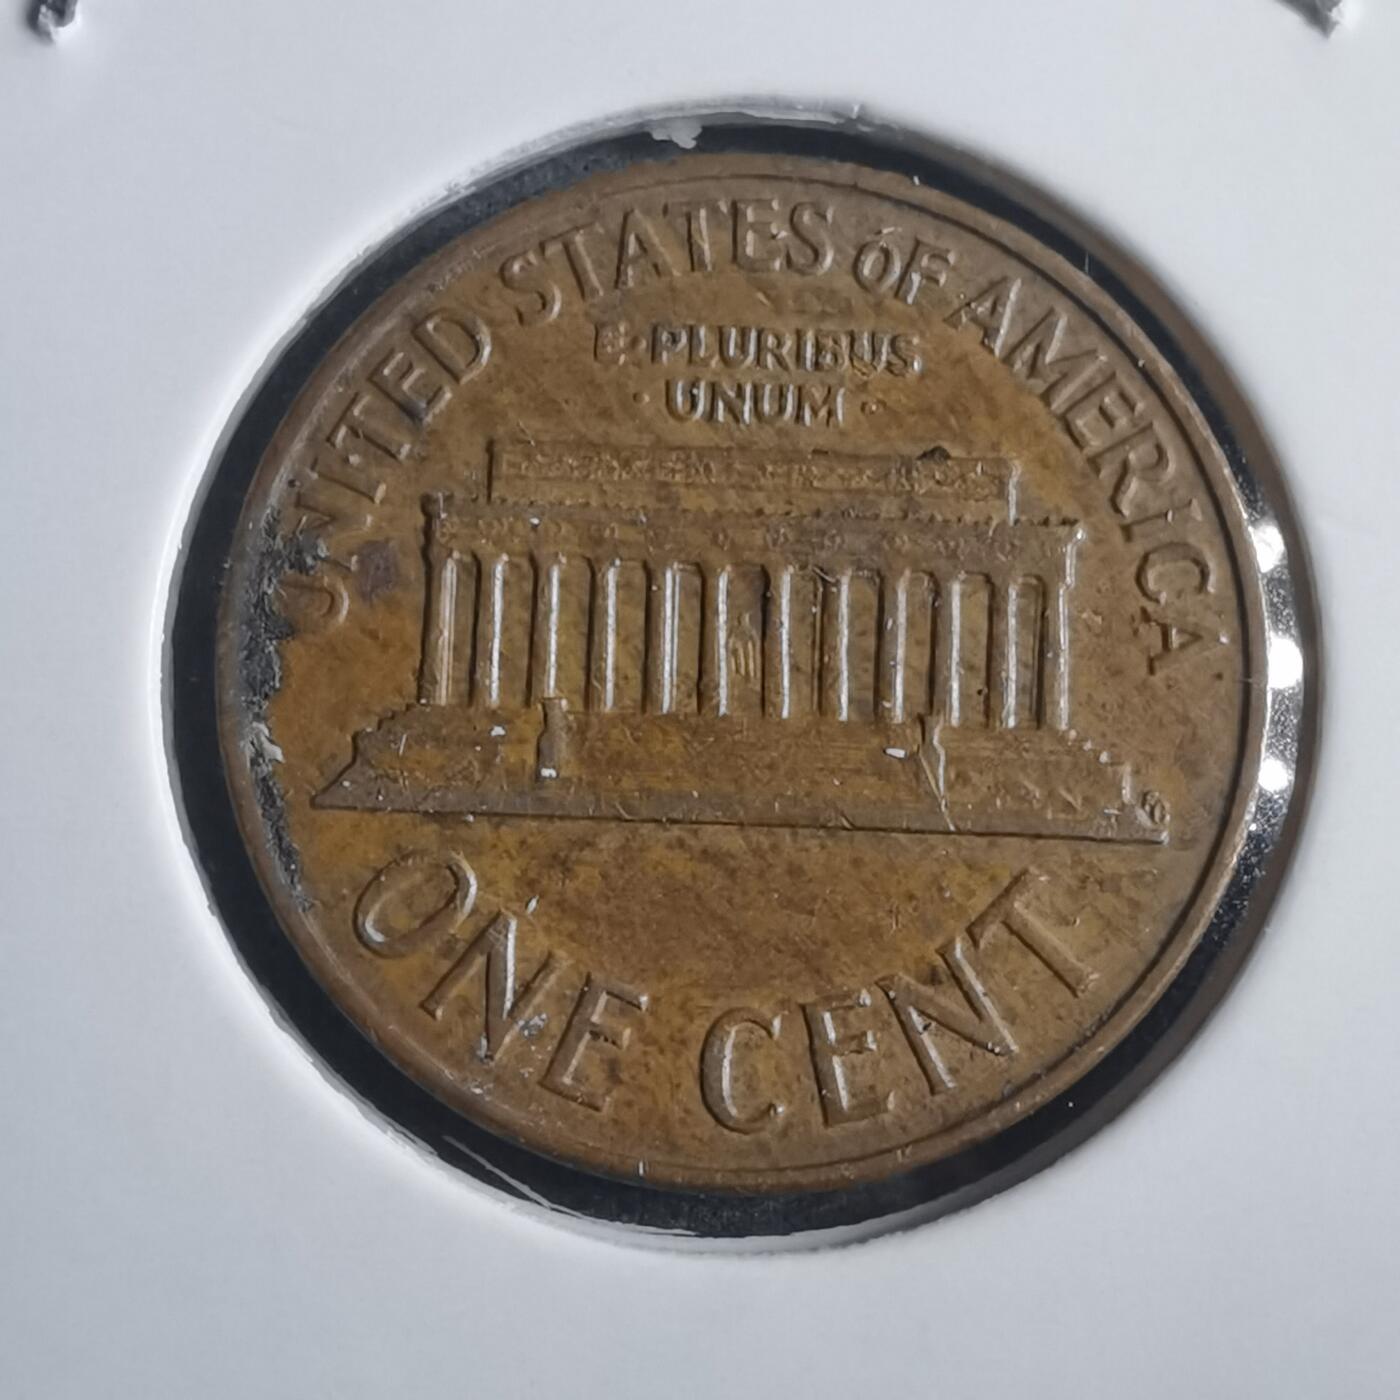 UNITED STATES oF AMERICA
E·PLURIBUS
·UNUM·
ONE CENT